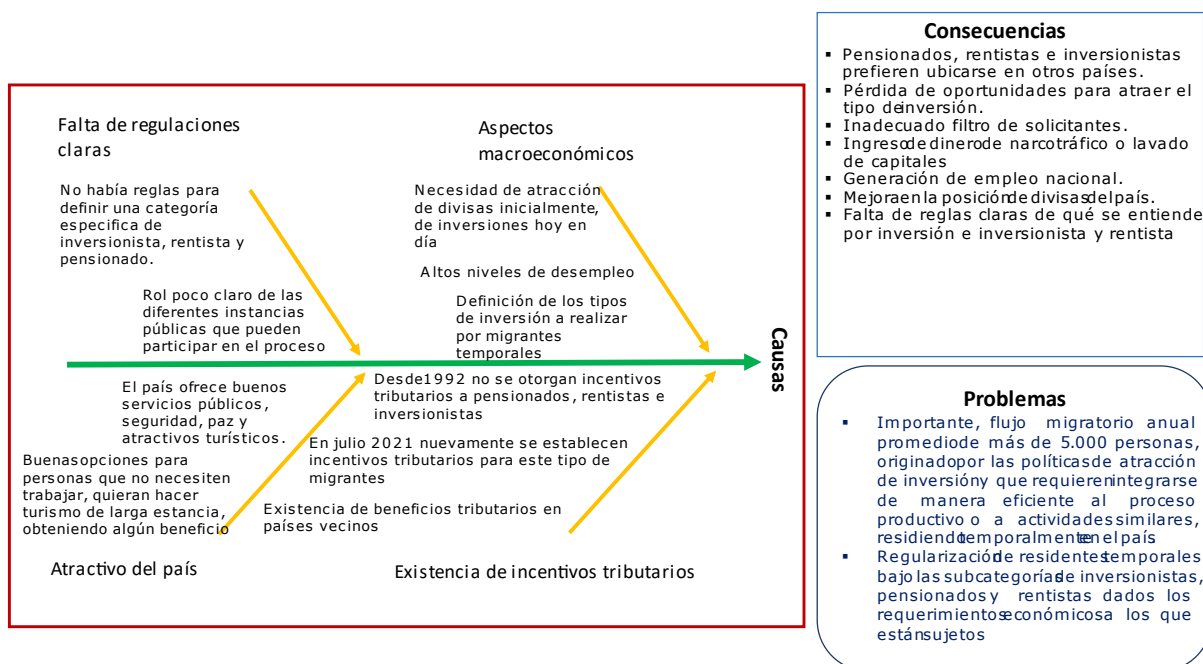 Falta de regulaciones
claras
No había reglas para
definir una categoría
especifica de
inversionista, rentista y
pensionado.
Rol poco claro de las
diferentes instancias
públicas que pueden
participar en el proceso
Aspectos
macroeconómicos
Necesidad de atracción
de divisas inicialmente,
de inversiones hoy en
día
Altos niveles de desempleo
Definición de los tipos
de inversión a realizar
por migrantes
temporales
Causas
El país ofrece buenos
servicios públicos,
seguridad, paz y
atractivos turísticos.
Buenasopciones para
personas que no necesiten
trabajar, quieran hacer
turismo de larga estancia,
obteniendo algún beneficio
Atractivo del país
Desde1992 no se otorgan incentivos
tributarios a pensionados, rentistas e
inversionistas
En julio 2021 nuevamente se establecen
incentivos tributarios para este tipo de
migrantes
Existencia de beneficios tributarios en
países vecinos
Existencia de incentivos tributarios
Consecuencias
▪ Pensionados, rentistas e inversionistas
prefieren ubicarse en otros países.
▪ Pérdida de oportunidades para atraer el
tipo deinversión.
▪ Inadecuado filtro de solicitantes.
▪ Ingresode dinerode narcotráfico o lavado
de capitales
▪ Generación de empleo nacional.
▪ Mejoraen la posiciónde divisasdel país.
▪ Falta de reglas claras de qué se entiende
por inversión e inversionista y rentista
Problemas
▪ Importante, flujo migratorio anual
promediode más de 5.000 personas,
originadopor las políticasde atracción
de inversióny que requierenintegrarse
de manera eficiente al proceso
productivo o a actividadessimilares,
residiendotemporalmenteen el país.
▪ Regularizaciónde residentestemporales
bajo las subcategoríasde inversionistas,
pensionadosy rentistas dados los
requerimientoseconómicosa los que
estánsujetos